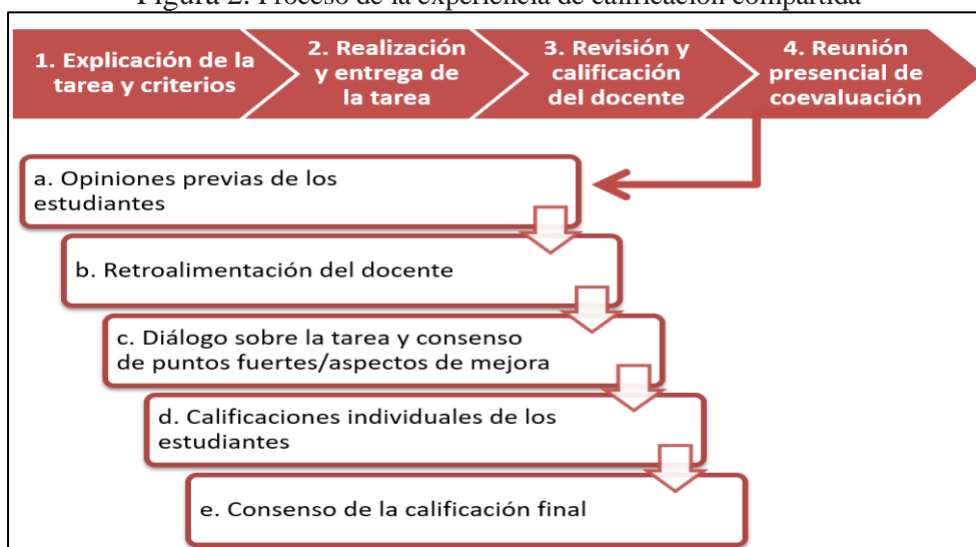 Figura 2. Proceso de la experiencia de calificación compartida
1. Explicación de la
tarea y criterios
2. Realización
y entrega de
la tarea
3. Revisión y
calificación
del docente
4. Reunión
presencial de
coevaluación
a. Opiniones previas de los
estudiantes
b. Retroalimentación del docente
c. Diálogo sobre la tarea y consenso
de puntos fuertes/aspectos de mejora
d. Calificaciones individuales de los
estudiantes
e. Consenso de la calificación final